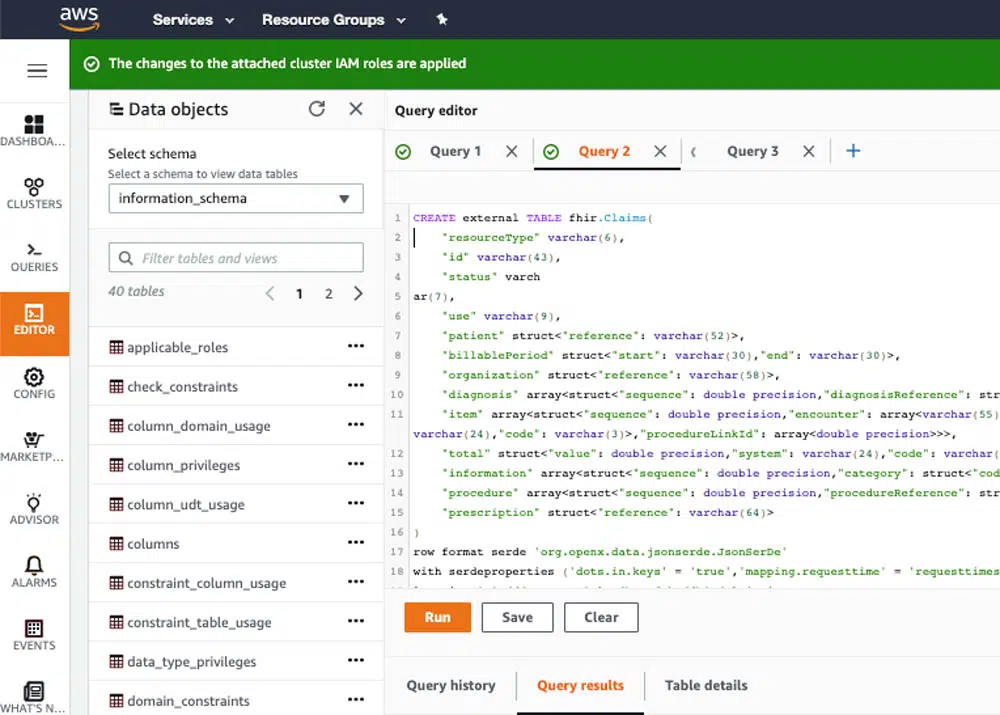 aws
Services
Resource Groups
The changes to the attached cluster IAM roles are applied
DASHBOA...
CLUSTERS
QUERIES
EDITOR
CONFIG
MARKETP...
ADVISOR
ALARMS
EVENTS
WHAT'S N...
Data objects
Select schema
Select a schema to view data tables
information_schema
Filter tables and views
40 tables
1 2
applicable_roles
check_constraints
column_domain_usage
column_privileges
column_udt_usage
columns
constraint_column_usage
constraint_table_usage
data_type_privileges
domain_constraints
Query editor
Query 1
Query 2
Query 3
1 CREATE external TABLE fhir.Claims(
2 "resourceType" varchar(6),
3 "id" varchar(43),
4 "status" varch
5 ar(7),
6 "use" varchar(9),
7 "patient" struct<"reference": varchar(52)>,
8 "billablePeriod" struct<"start": varchar(30),"end": varchar(30)>,
9 "organization" struct<"reference": varchar(58)>,
10 "diagnosis" array<struct<"sequence": double precision,"diagnosisReference": str
11 "item" array<struct<"sequence": double precision,"encounter": array<varchar(55)
varchar(24),"code": varchar(3)>,"procedureLinkId": array<double precision>>>,
12 "total" struct<"value": double precision,"system": varchar(24),"code": varchar(
13 "information" array<struct<"sequence": double precision,"category": struct<"cod
14 "procedure" array<struct<"sequence": double precision,"procedureReference": str
15 "prescription" struct<"reference": varchar(64)>
16 )
17 row format serde 'org.openx.data.jsonserde.JsonSerDe'
18 with serdeproperties ('dots.in.keys' = 'true','mapping.requesttime' = 'requesttimes
Run
Save
Clear
Query history
Query results
Table details